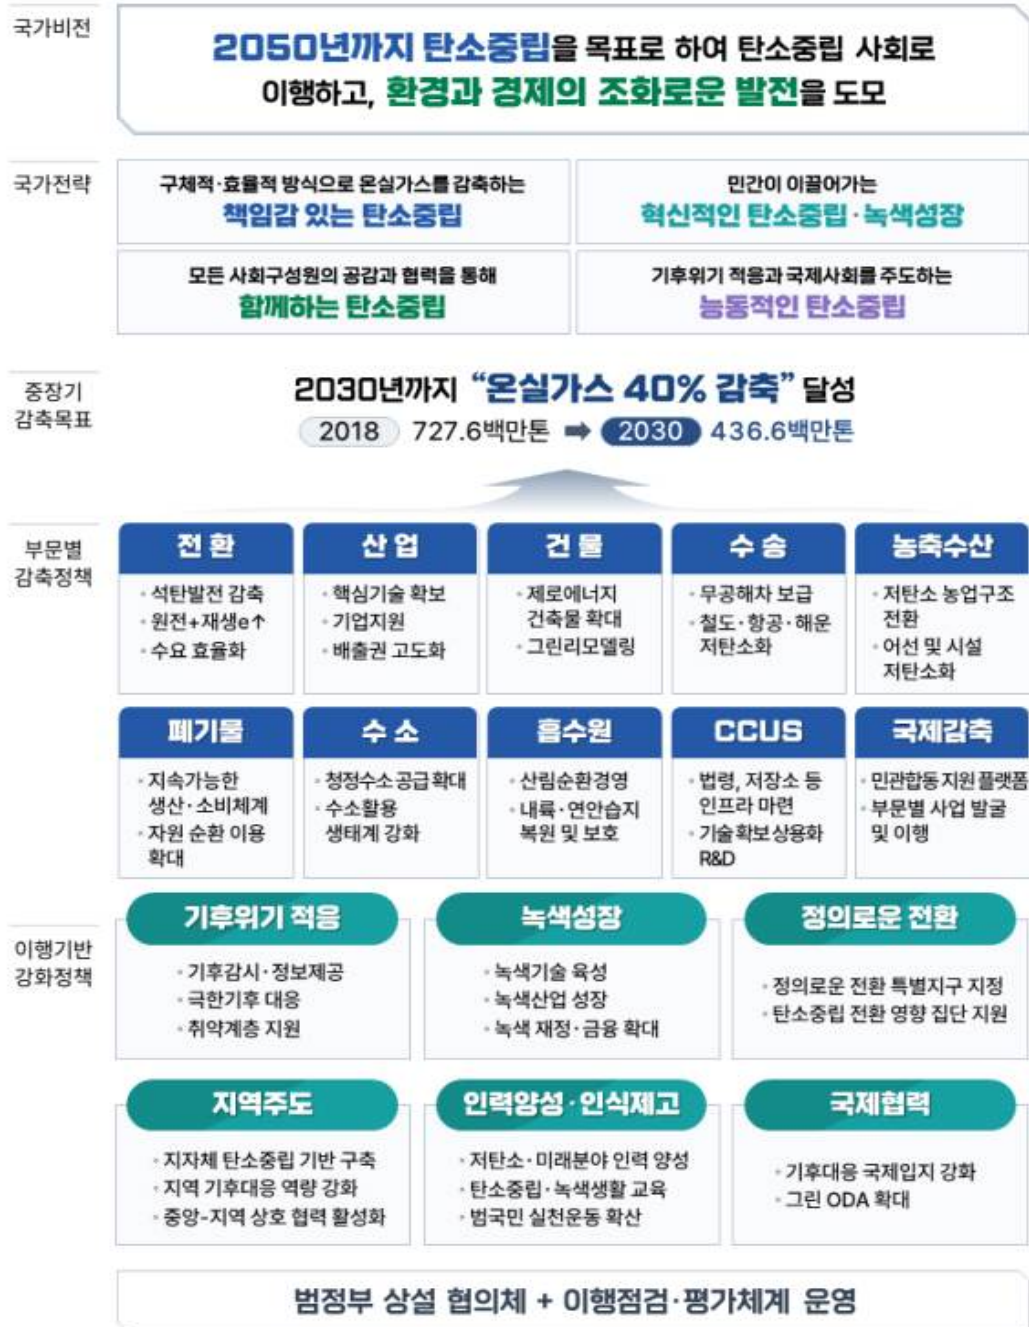 국가비전
2050년까지 탄소중립을 목표로 하여 탄소중립 사회로
이행하고, 환경과 경제의 조화로운 발전을 도모
국가전략
구체적·효율적 방식으로 온실가스를 감축하는
책임감 있는 탄소중립
민간이 이끌어가는
혁신적인 탄소중립·녹색성장
모든 사회구성원의 공감과 협력을 통해
함께하는 탄소중립
기후위기 적응과 국제사회를 주도하는
능동적인 탄소중립
중장기
감축목표
2030년까지 “온실가스 40% 감축” 달성
2018 727.6백만톤 ➡ 2030 436.6백만톤
부문별
감축정책
전 환
• 석탄발전 감축
• 원전+재생e↑
• 수요 효율화
산 업
• 핵심기술 확보
• 기업지원
• 배출권 고도화
건 물
• 제로에너지
건축물 확대
• 그린리모델링
수 송
• 무공해차 보급
• 철도·항공·해운
저탄소화
농축수산
• 저탄소 농업구조
전환
• 어선 및 시설
저탄소화
폐기물
• 지속가능한
생산·소비체계
• 자원 순환 이용
확대
수 소
• 청정수소 공급 확대
• 수소활용
생태계 강화
흡수원
• 산림순환경영
• 내륙·연안습지
복원 및 보호
CCUS
• 법령, 저장소 등
인프라 마련
• 기술확보 상용화
R&D
국제감축
• 민관합동 지원 플랫폼
• 부문별 사업 발굴
및 이행
이행기반
강화정책
기후위기 적응
• 기후감시·정보제공
• 극한기후 대응
• 취약계층 지원
녹색성장
• 녹색기술 육성
• 녹색산업 성장
• 녹색 재정·금융 확대
정의로운 전환
• 정의로운 전환 특별지구 지정
• 탄소중립 전환 영향 집단 지원
지역주도
• 지자체 탄소중립 기반 구축
• 지역 기후대응 역량 강화
• 중앙-지역 상호 협력 활성화
인력양성·인식제고
• 저탄소·미래분야 인력 양성
• 탄소중립·녹색생활 교육
• 범국민 실천운동 확산
국제협력
• 기후대응 국제입지 강화
• 그린 ODA 확대
범정부 상설 협의체 + 이행점검·평가체계 운영